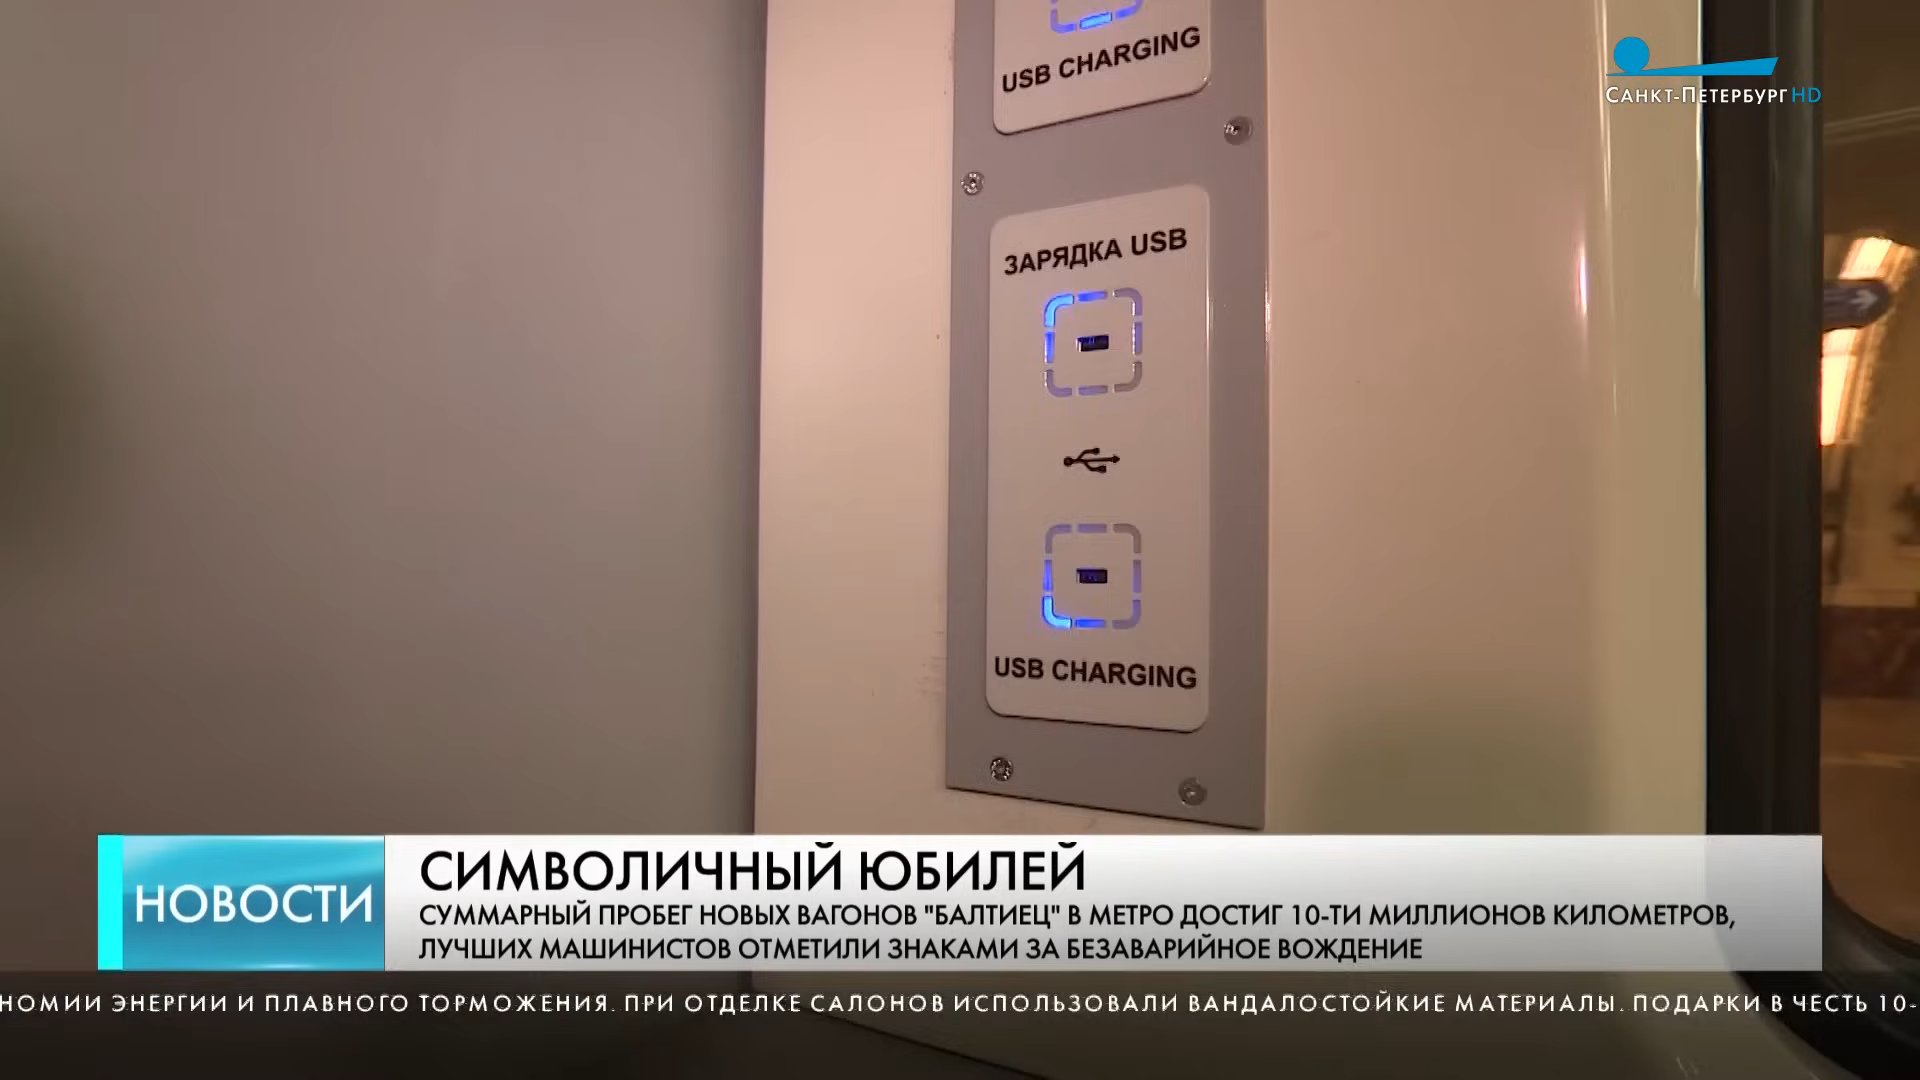 USB CHARGING
САНКТ-ПЕТЕРБУРГ HD
ЗАРЯДКА USB
USB CHARGING
НОВОСТИ
СИМВОЛИЧНЫЙ ЮБИЛЕЙ
СУММАРНЫЙ ПРОБЕГ НОВЫХ ВАГОНОВ "БАЛТИЕЦ" В МЕТРО ДОСТИГ 10-ТИ МИЛЛИОНОВ КИЛОМЕТРОВ,
ЛУЧШИХ МАШИНИСТОВ ОТМЕТИЛИ ЗНАКАМИ ЗА БЕЗАВАРИЙНОЕ ВОЖДЕНИЕ
НОМИИ ЭНЕРГИИ И ПЛАВНОГО ТОРМОЖЕНИЯ. ПРИ ОТДЕЛКЕ САЛОНОВ ИСПОЛЬЗОВАЛИ ВАНДАЛОСТОЙКИЕ МАТЕРИАЛЫ. ПОДАРКИ В ЧЕСТЬ 10-